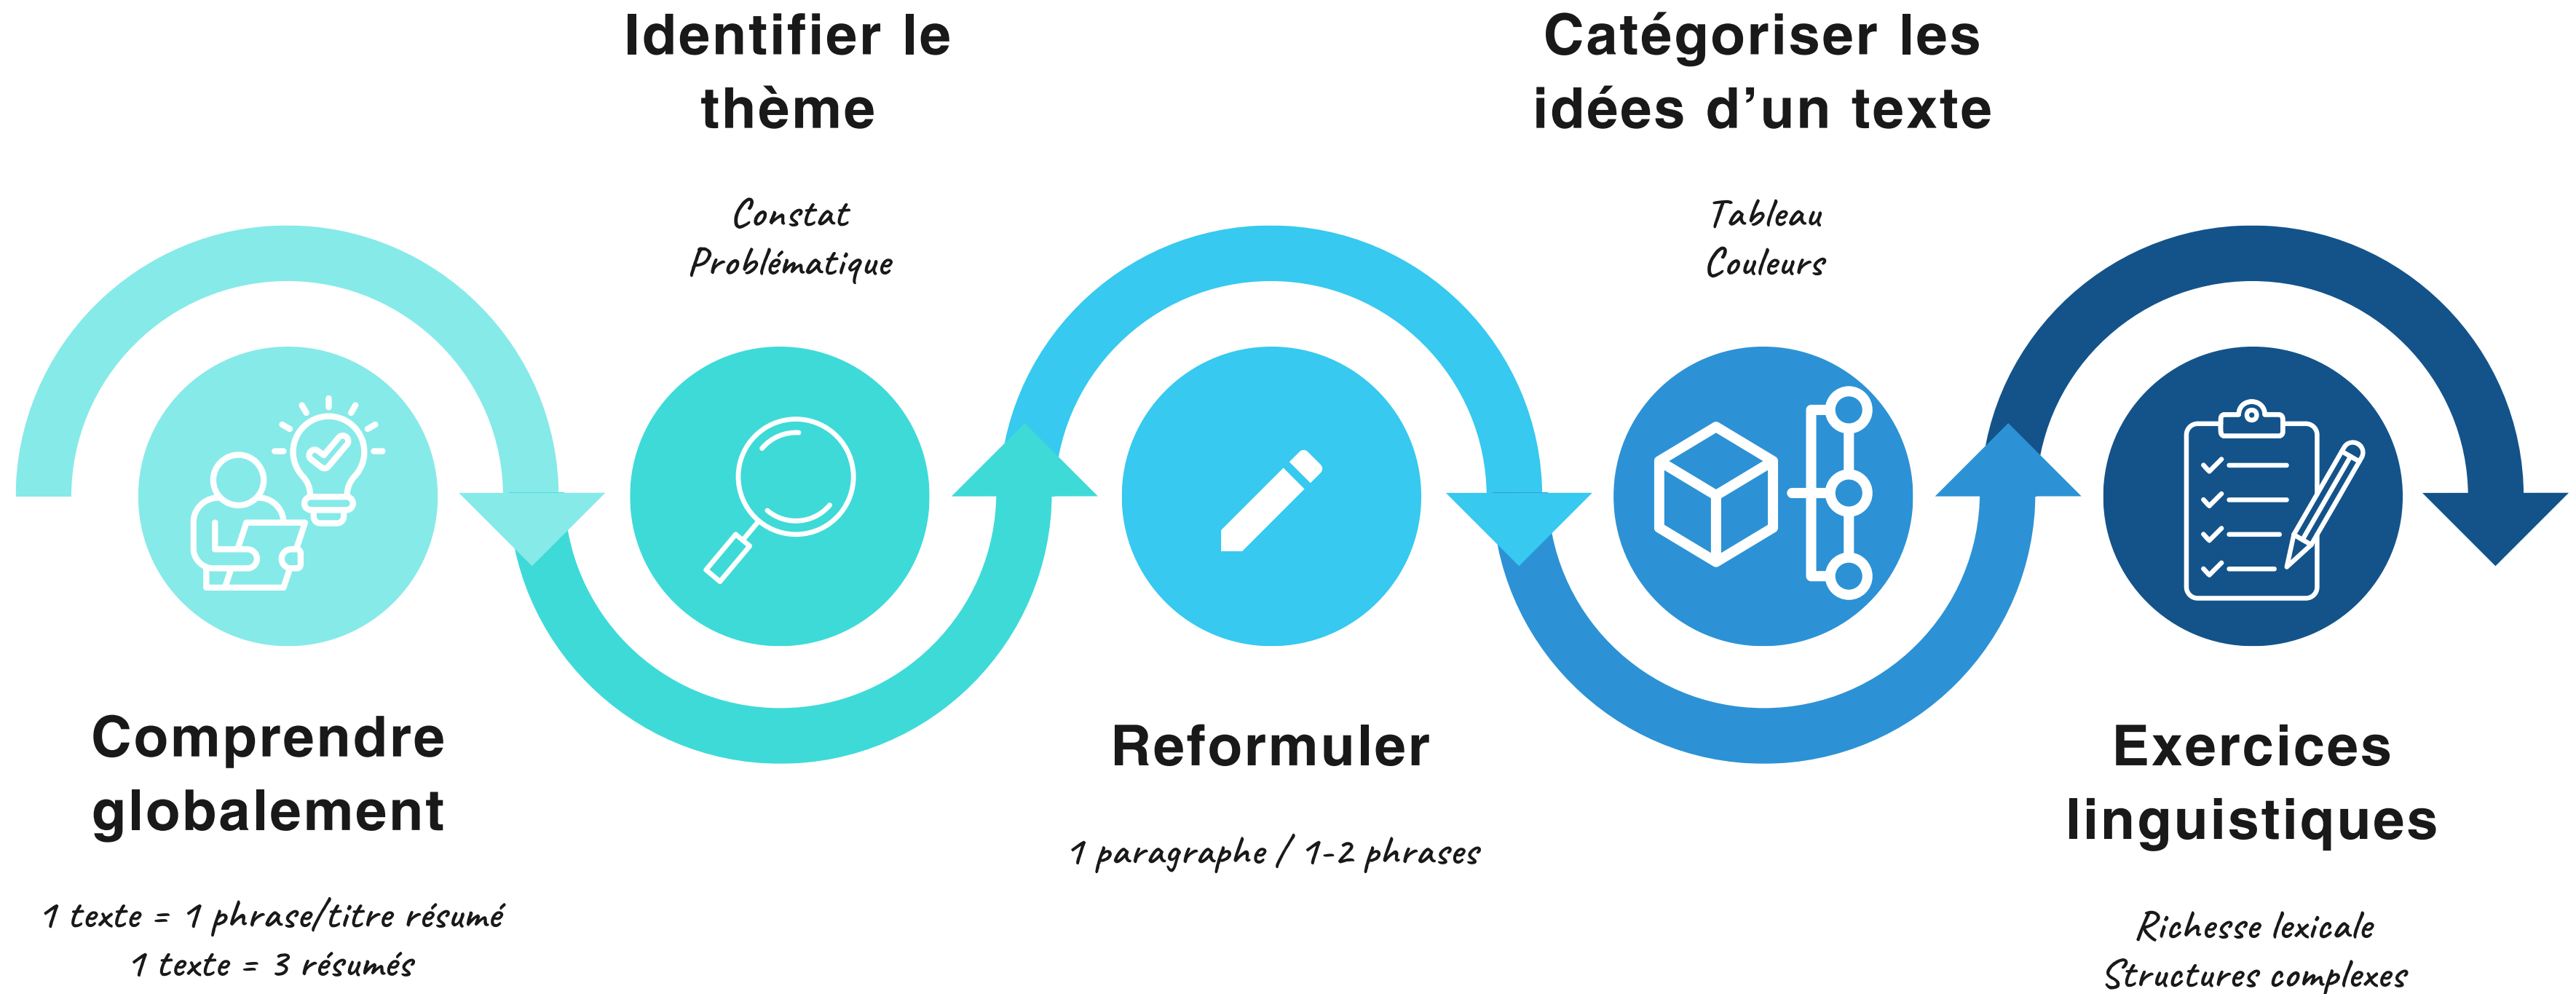 Comprendre
globalement
1 texte = 1 phrase/titre résumé
1 texte = 3 résumés
Identifier le
thème
Constat
Problématique
Reformuler
1 paragraphe / 1-2 phrases
Catégoriser les
idées d’un texte
Tableau
Couleurs
Exercices
linguistiques
Richesse lexicale
Structures complexes